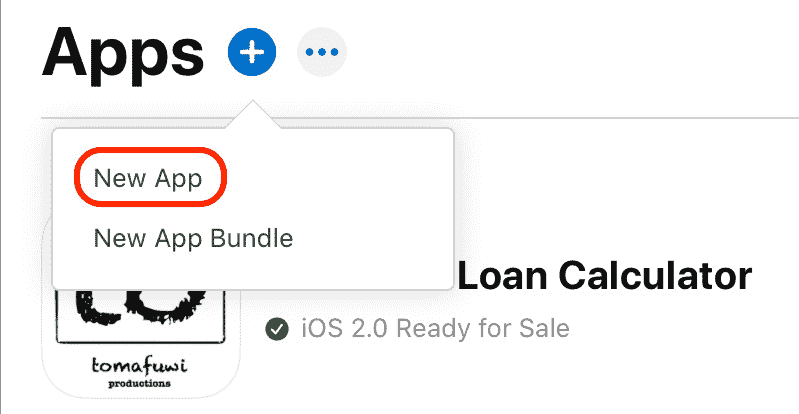 Apps
New App
New App Bundle
Loan Calculator
iOS 2.0 Ready for Sale
tomafuwi
productions